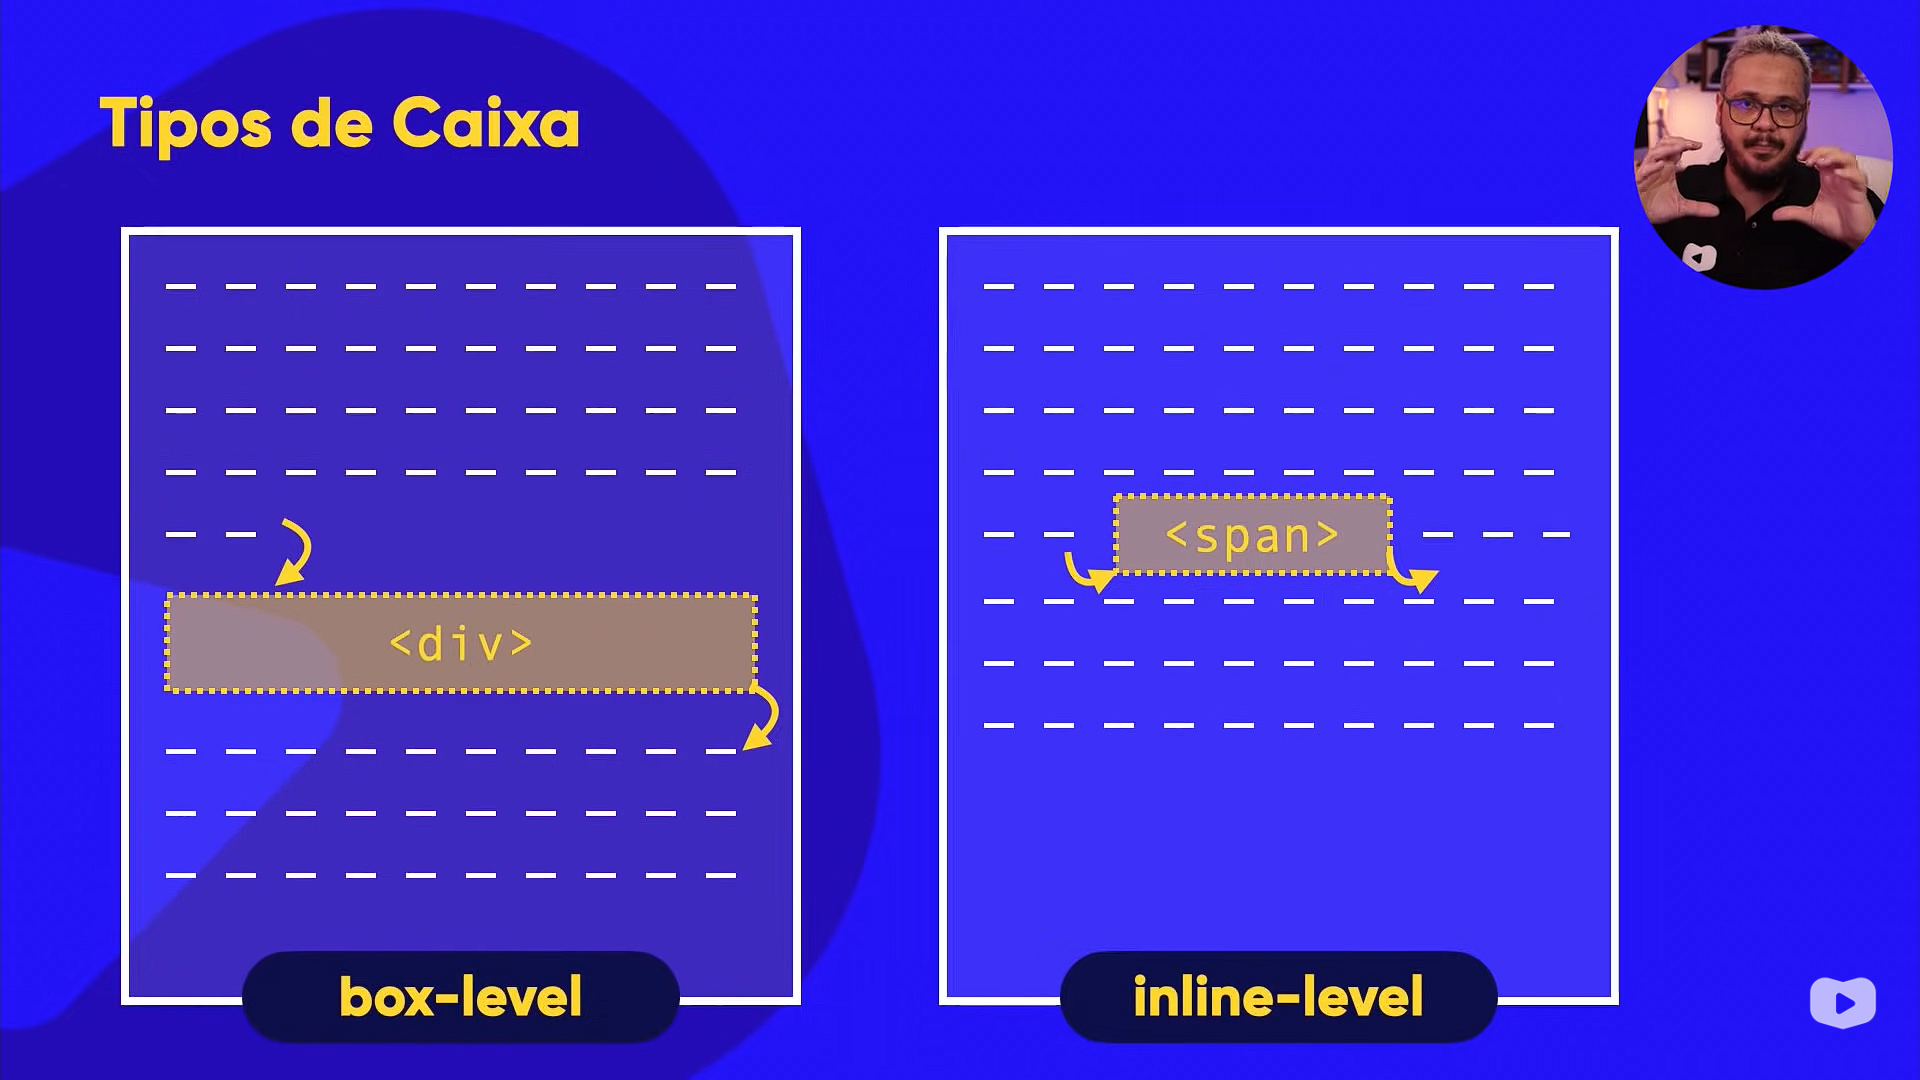 Tipos de Caixa
<div>
<span>
box-level
inline-level